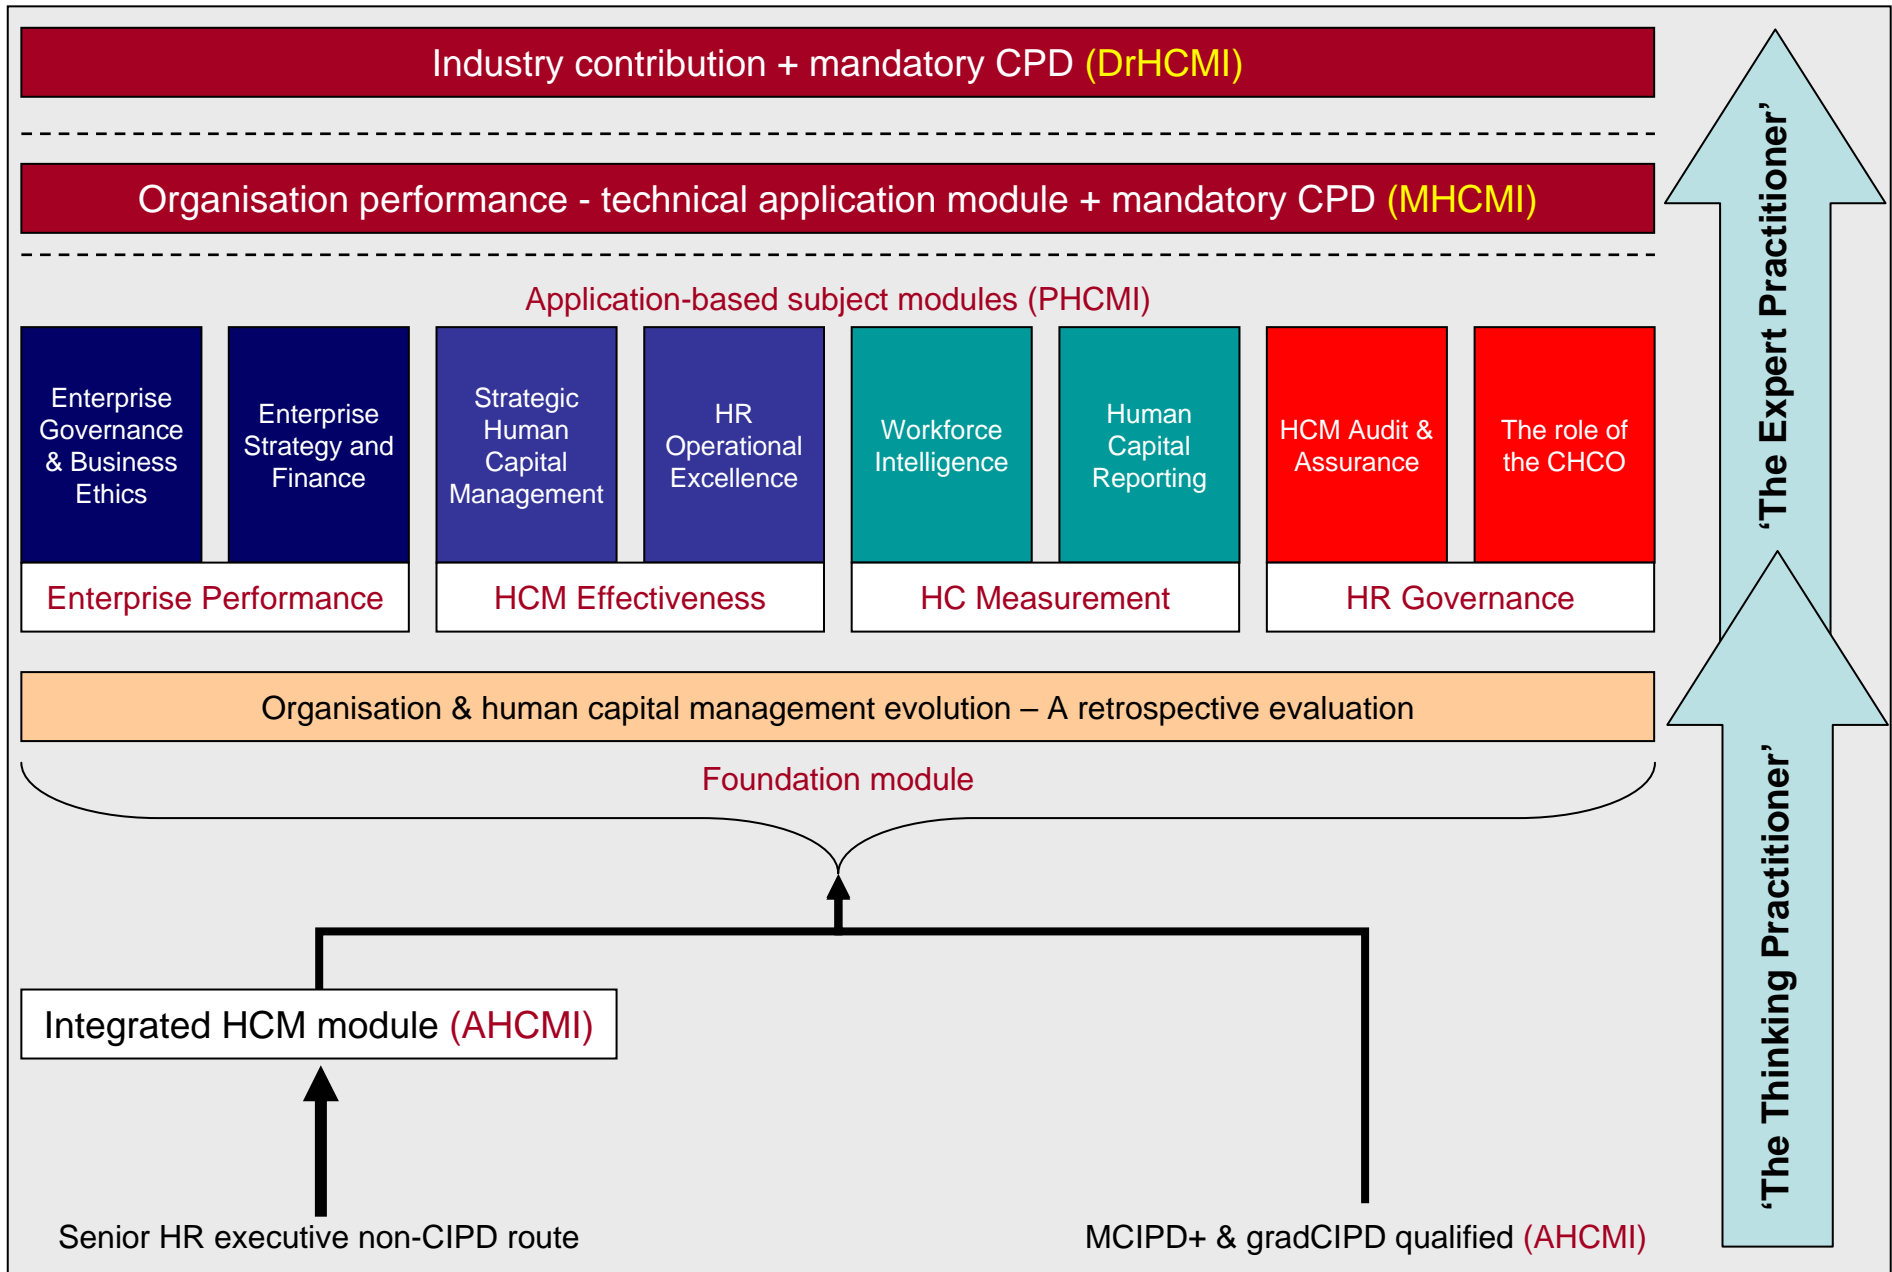 Industry contribution + mandatory CPD (DrHCMI)
Organisation performance - technical application module + mandatory CPD (MHCMI)
Application-based subject modules (PHCMI)
Enterprise
Governance
& Business
Ethics
Enterprise
Strategy and
Finance
Strategic
Human
Capital
Management
HR
Operational
Excellence
Workforce
Intelligence
Human
Capital
Reporting
HCM Audit &
Assurance
The role of
the CHCO
Enterprise Performance
HCM Effectiveness
HC Measurement
HR Governance
Organisation & human capital management evolution – A retrospective evaluation
Foundation module
Integrated HCM module (AHCMI)
Senior HR executive non-CIPD route
MCIPD+ & gradCIPD qualified (AHCMI)
‘The Expert Practitioner’
‘The Thinking Practitioner’